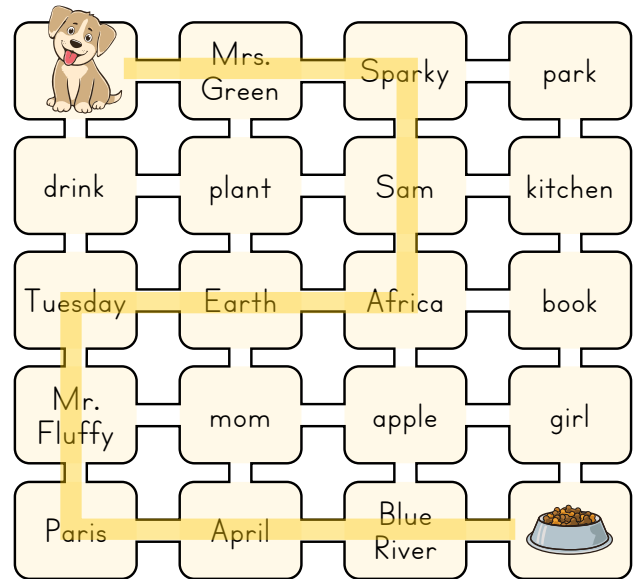 Mrs.
Green
Sparky
park
drink
plant
Sam
kitchen
Tuesday
Earth
Africa
book
Mr.
Fluffy
mom
apple
girl
Paris
April
Blue
River